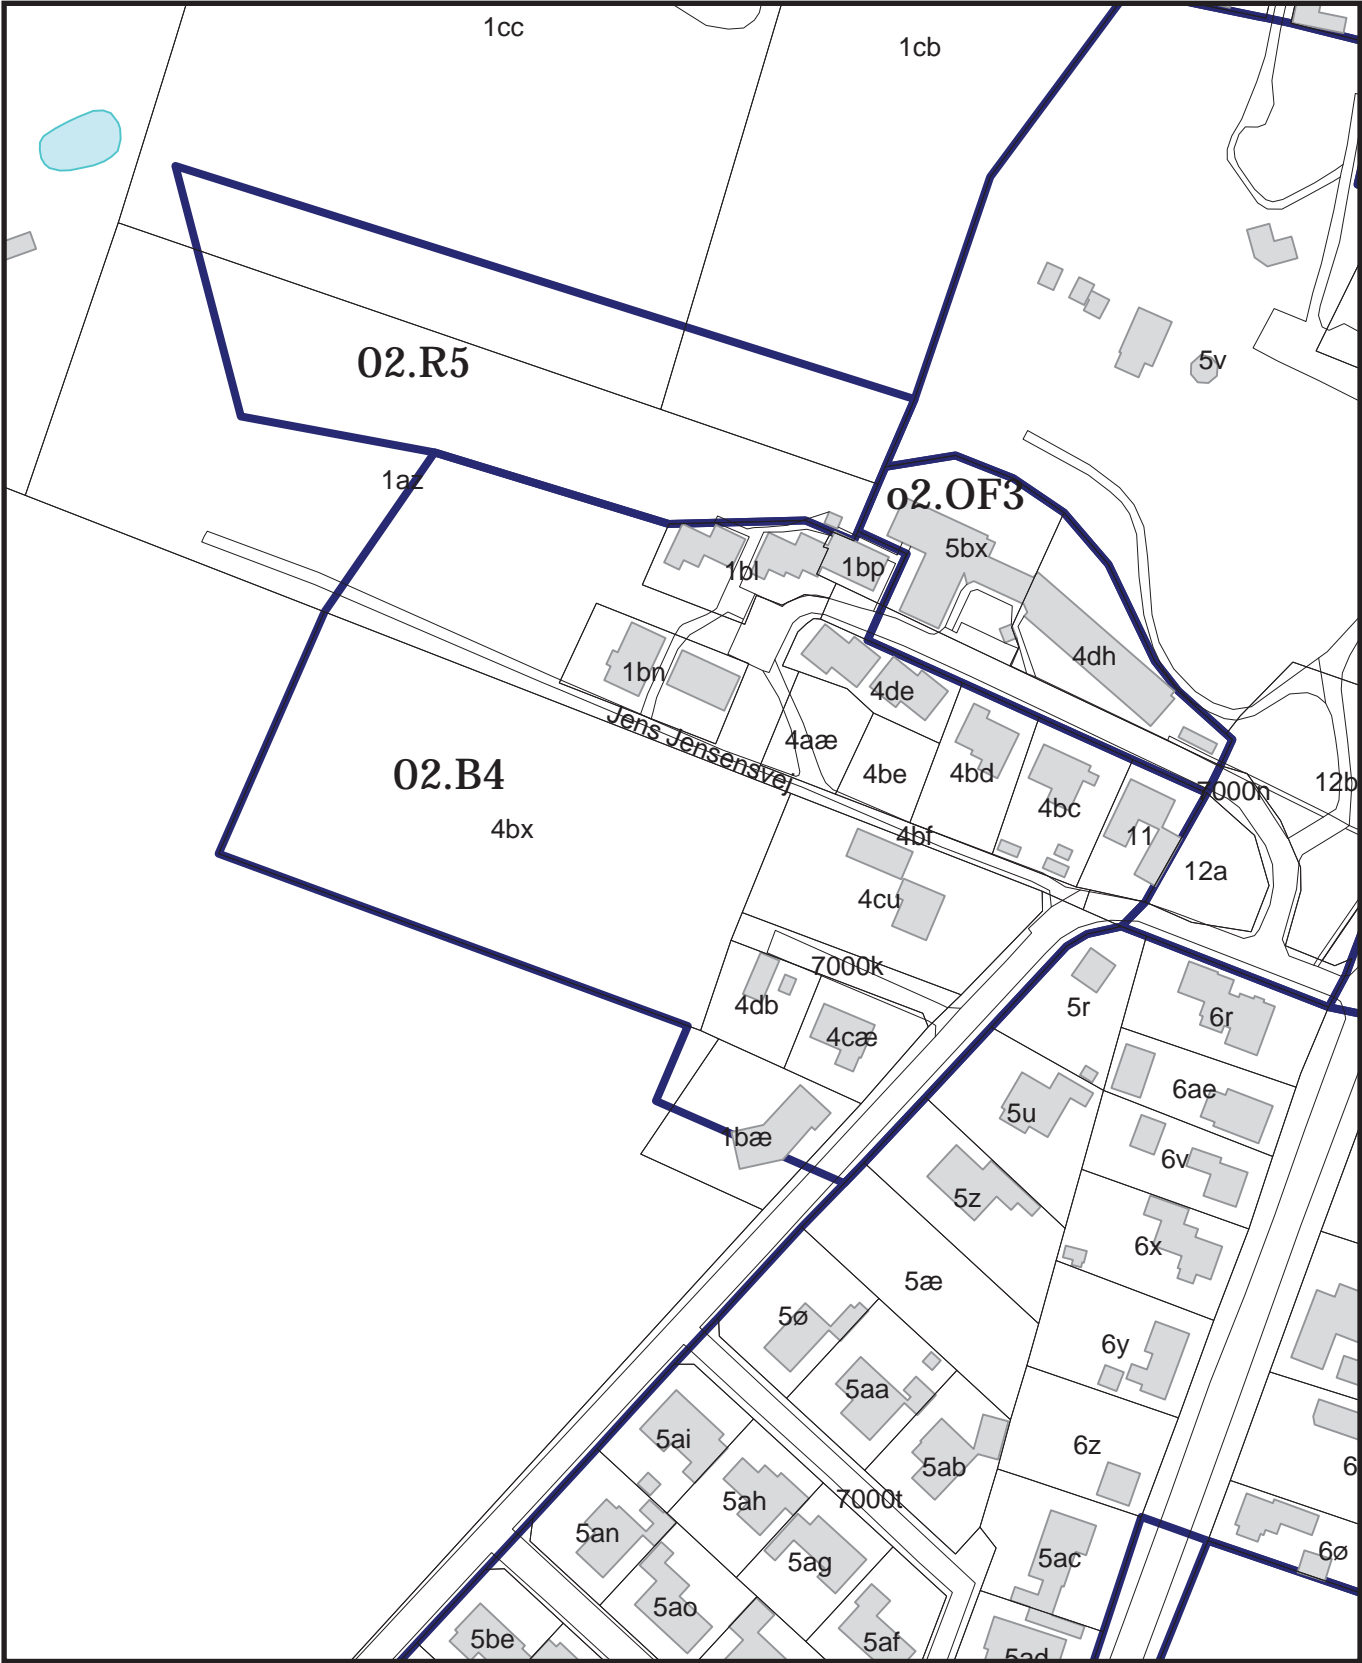 1cc
1cb
5v
02.R5
1az
o2.OF3
5bx
1bl
1bp
4dh
1bn
4de
Jens Jensensvej
4aæ
4be
4bd
02.B4
4bc
7000n
12b
4bx
4bf
11
12a
4cu
7000k
4db
5r
6r
4cæ
6ae
5u
1bæ
6v
5z
6x
5æ
5ø
6y
5aa
5ai
6z
5ab
6
5ah
7000t
5an
5ag
5ac
6ø
5ao
5be
5af
5ad